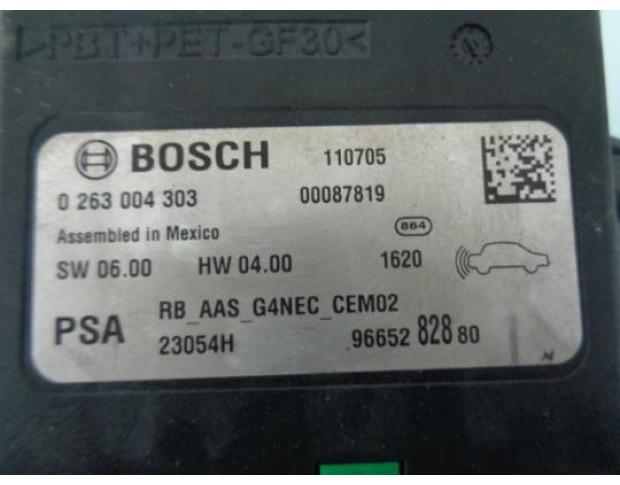 >PBT+PET-GF30<
BOSCH 110705
0 263 004 303 00087819
Assembled in Mexico 864
SW 06.00 HW 04.00 1620
PSA RB_AAS_G4NEC_CEM02
23054H 96652 828 80